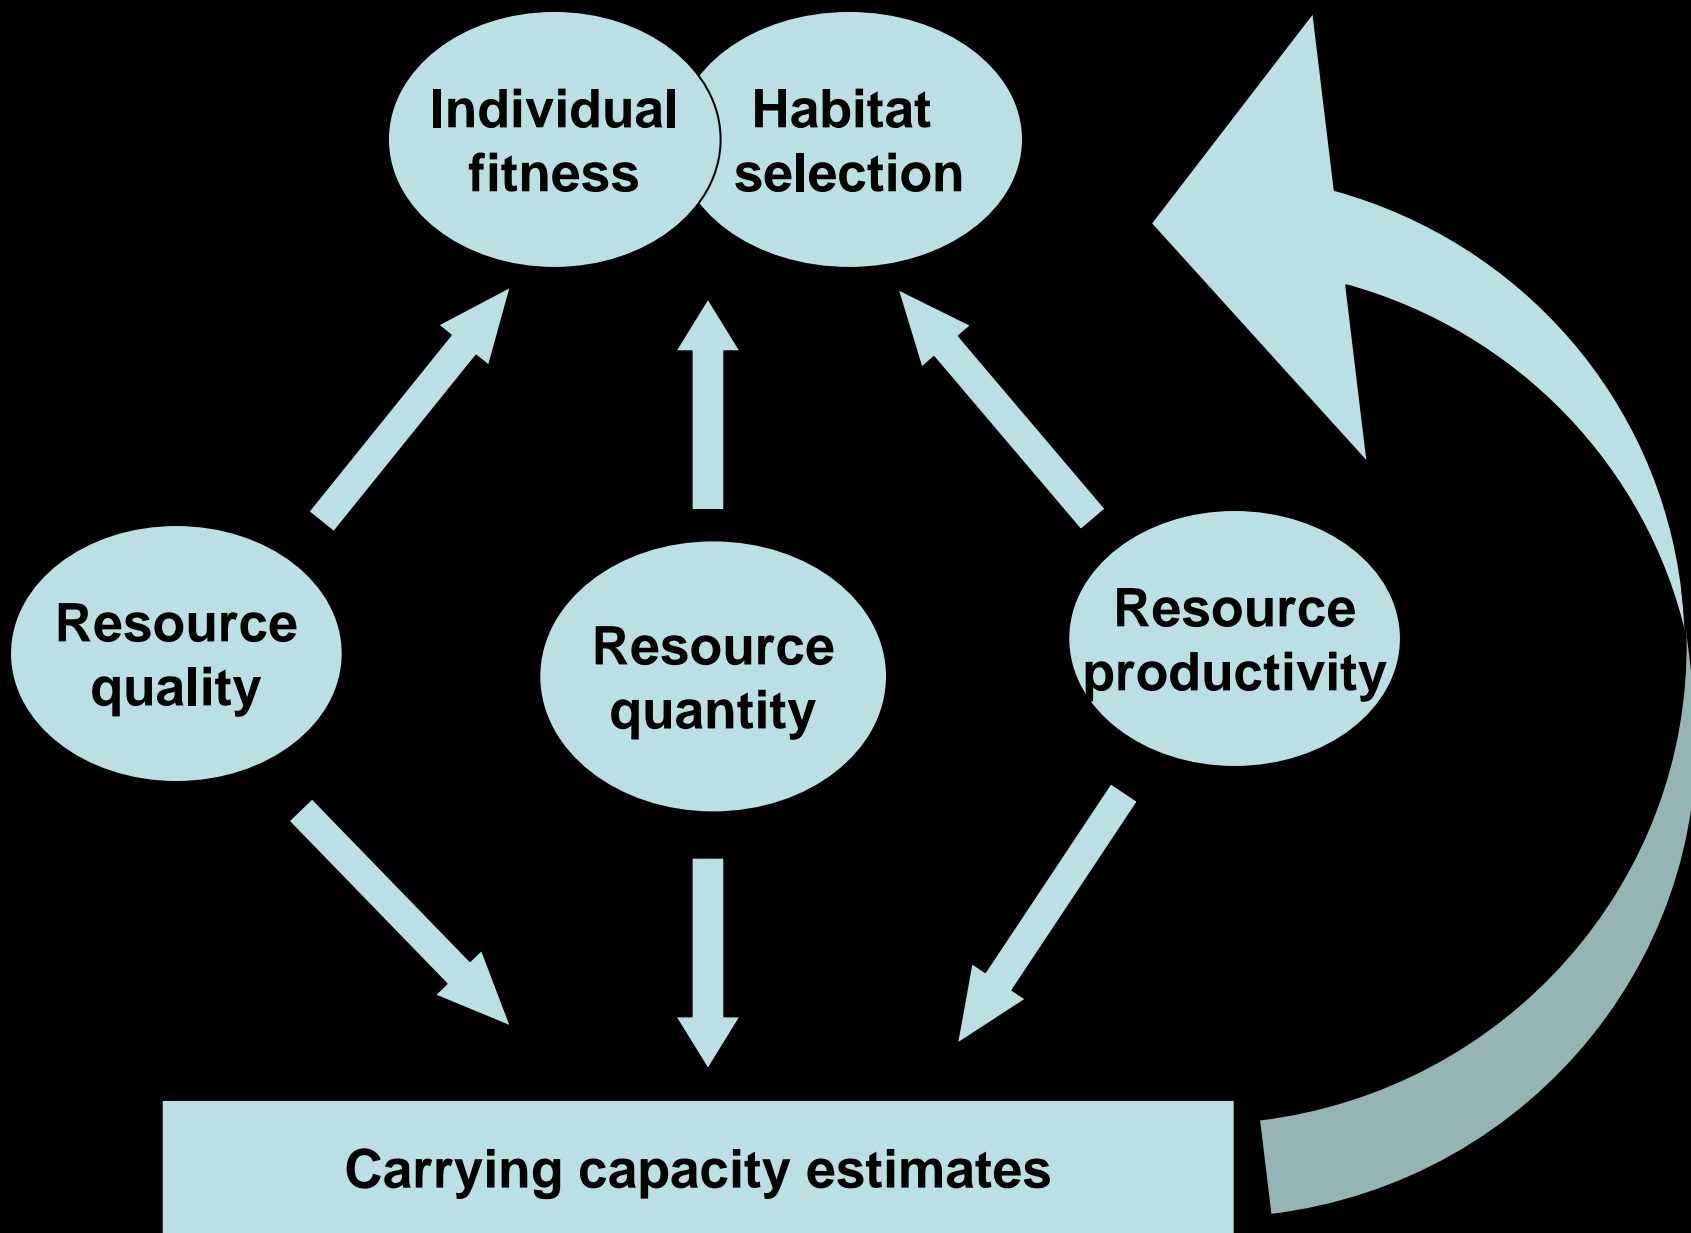 Individual
fitness
Habitat
selection
Resource
quality
Resource
quantity
Resource
productivity
Carrying capacity estimates